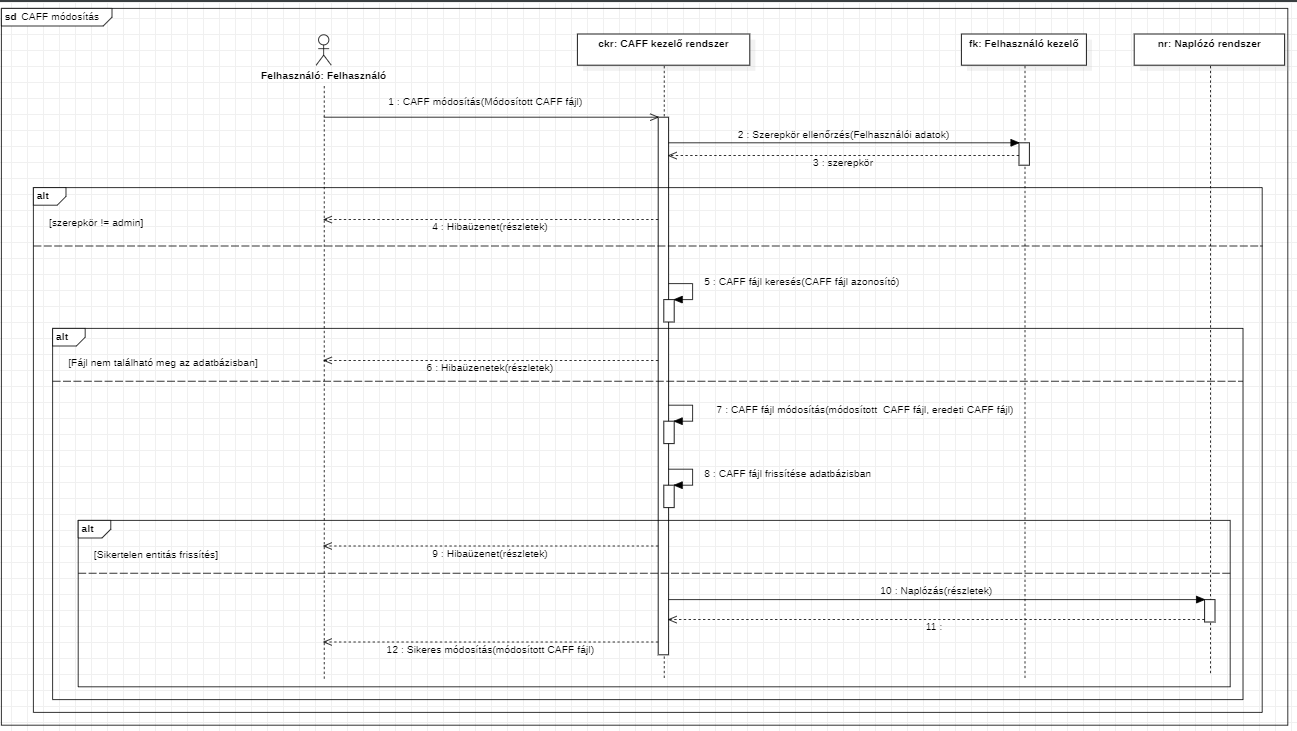 sd CAFF módosítás
ckr: CAFF kezelő rendszer
fk: Felhasználó kezelő
nr: Naplózó rendszer
Felhasználó: Felhasználó
1 : CAFF módosítás(Módosított CAFF fájl)
2 : Szerepkör ellenőrzés(Felhasználói adatok)
3 : szerepkör
alt
[szerepkör != admin]
4 : Hibaüzenet(részletek)
5 : CAFF fájl keresés(CAFF fájl azonosító)
alt
[Fájl nem található meg az adatbázisban]
6 : Hibaüzenetek(részletek)
7 : CAFF fájl módosítás(módosított  CAFF fájl, eredeti CAFF fájl)
8 : CAFF fájl frissítése adatbázisban
alt
[Sikertelen entitás frissítés]
9 : Hibaüzenet(részletek)
10 : Naplózás(részletek)
11 :
12 : Sikeres módosítás(módosított CAFF fájl)